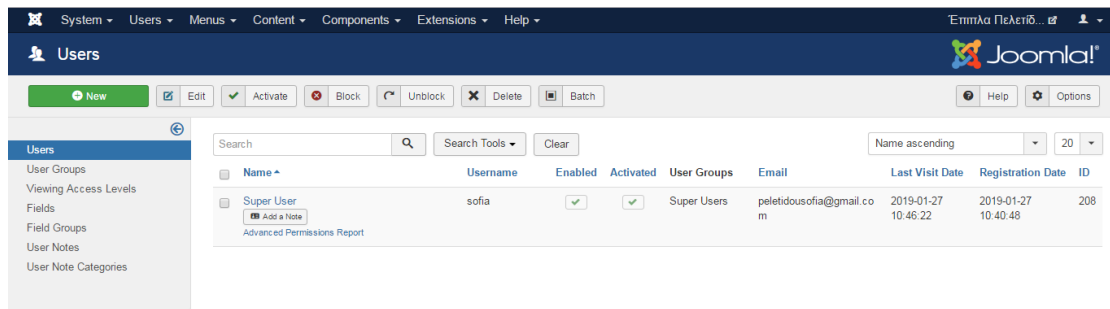 System Users Menus Content Components Extensions Help Έπιπλα Πελετίδ...
Users Joomla!®
New Edit Activate Block Unblock Delete Batch Help Options
Search Search Tools Clear Name ascending 20
Users
User Groups
Viewing Access Levels
Fields
Field Groups
User Notes
User Note Categories
Name Username Enabled Activated User Groups Email Last Visit Date Registration Date ID
Super User sofia Super Users peletidousofia@gmail.co 2019-01-27 2019-01-27 208
Add a Note m 10:46:22 10:40:48
Advanced Permissions Report